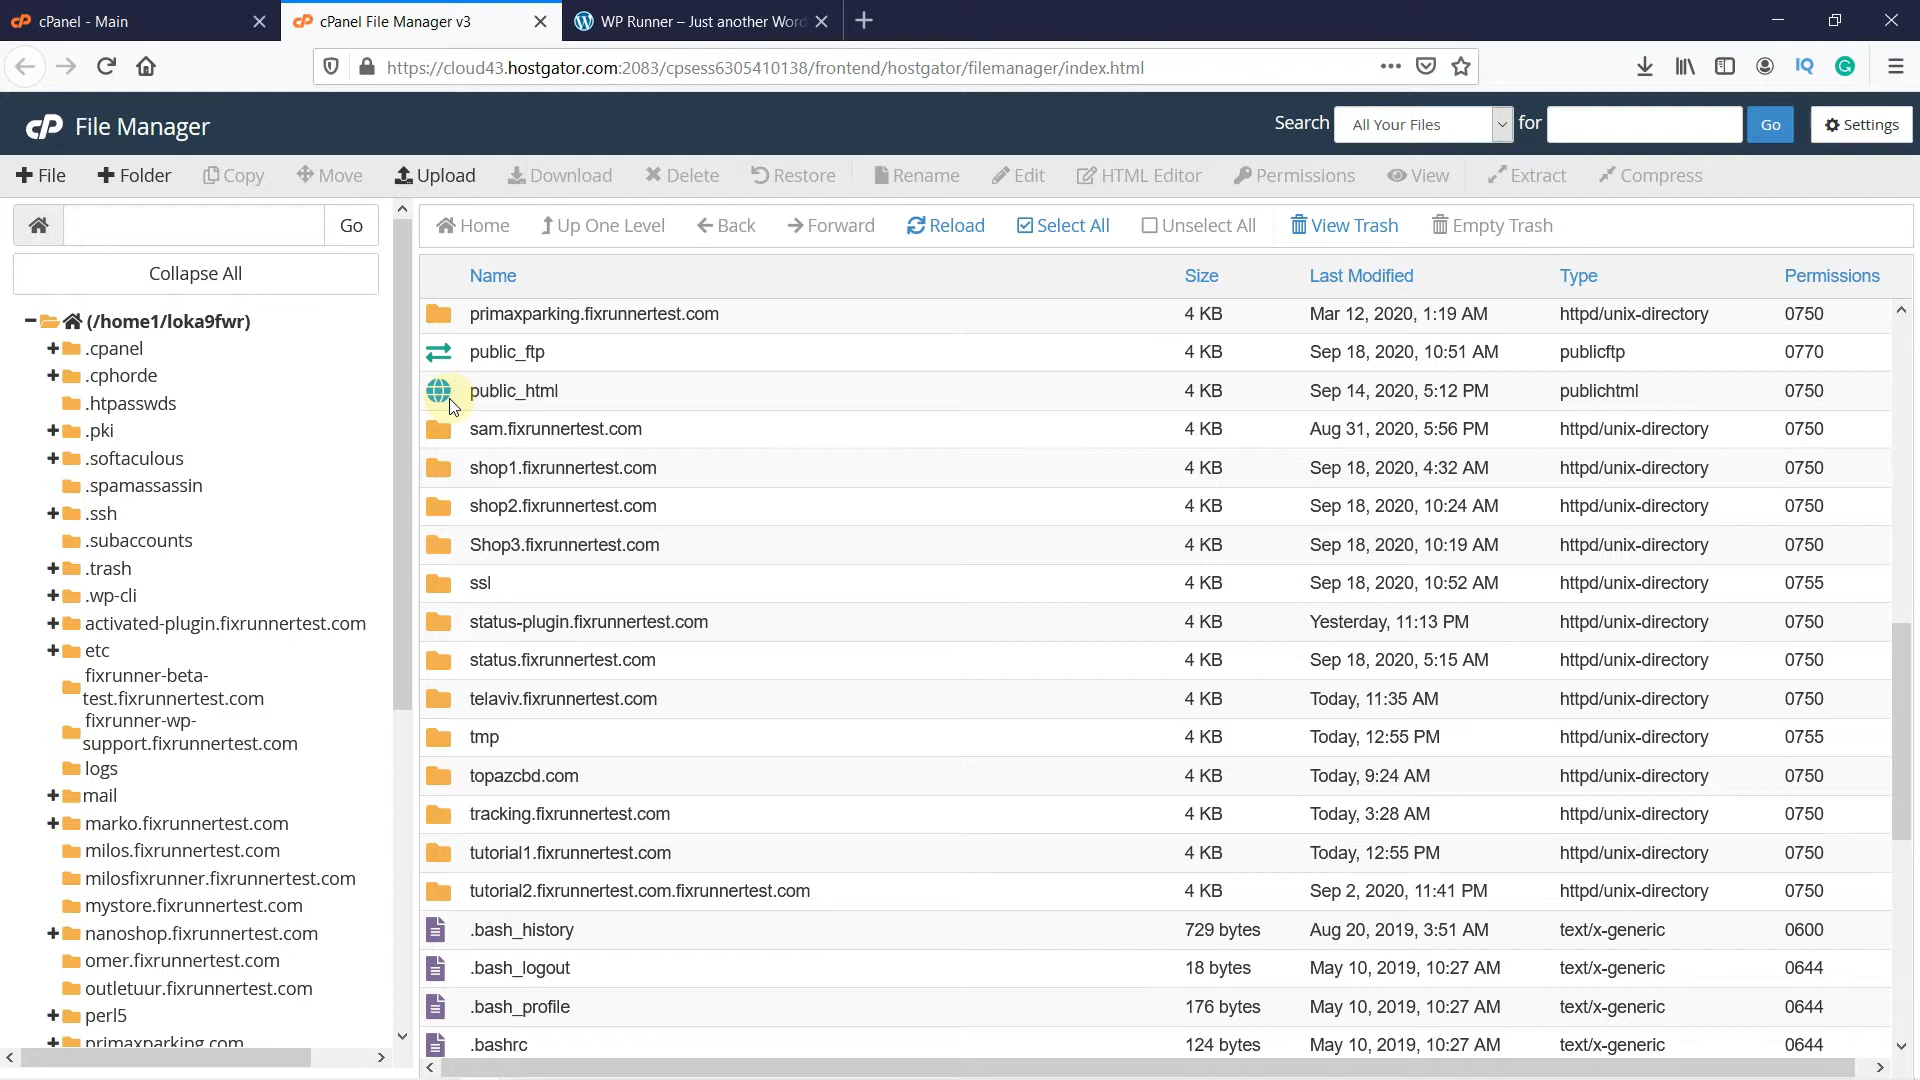 cPanel - Main
cPanel File Manager v3
WP Runner – Just another Word
https://cloud43.hostgator.com:2083/cpsess6305410138/frontend/hostgator/filemanager/index.html
cP File Manager
Search All Your Files for Go Settings
File Folder Copy Move Upload Download Delete Restore Rename Edit HTML Editor Permissions View Extract Compress
Go
Collapse All
(/home1/loka9fwr)
.cpanel
.cphorde
.htpasswds
.pki
.softaculous
.spamassassin
.ssh
.subaccounts
.trash
.wp-cli
activated-plugin.fixrunnertest.com
etc
fixrunner-beta-
test.fixrunnertest.com
fixrunner-wp-
support.fixrunnertest.com
logs
mail
marko.fixrunnertest.com
milos.fixrunnertest.com
milosfixrunner.fixrunnertest.com
mystore.fixrunnertest.com
nanoshop.fixrunnertest.com
omer.fixrunnertest.com
outletuur.fixrunnertest.com
perl5
primaxparking.com
Home Up One Level Back Forward Reload Select All Unselect All View Trash Empty Trash
Name Size Last Modified Type Permissions
primaxparking.fixrunnertest.com 4 KB Mar 12, 2020, 1:19 AM httpd/unix-directory 0750
public_ftp 4 KB Sep 18, 2020, 10:51 AM publicftp 0770
public_html 4 KB Sep 14, 2020, 5:12 PM publichtml 0750
sam.fixrunnertest.com 4 KB Aug 31, 2020, 5:56 PM httpd/unix-directory 0750
shop1.fixrunnertest.com 4 KB Sep 18, 2020, 4:32 AM httpd/unix-directory 0750
shop2.fixrunnertest.com 4 KB Sep 18, 2020, 10:24 AM httpd/unix-directory 0750
Shop3.fixrunnertest.com 4 KB Sep 18, 2020, 10:19 AM httpd/unix-directory 0750
ssl 4 KB Sep 18, 2020, 10:52 AM httpd/unix-directory 0755
status-plugin.fixrunnertest.com 4 KB Yesterday, 11:13 PM httpd/unix-directory 0750
status.fixrunnertest.com 4 KB Sep 18, 2020, 5:15 AM httpd/unix-directory 0750
telaviv.fixrunnertest.com 4 KB Today, 11:35 AM httpd/unix-directory 0750
tmp 4 KB Today, 12:55 PM httpd/unix-directory 0755
topazcbd.com 4 KB Today, 9:24 AM httpd/unix-directory 0750
tracking.fixrunnertest.com 4 KB Today, 3:28 AM httpd/unix-directory 0750
tutorial1.fixrunnertest.com 4 KB Today, 12:55 PM httpd/unix-directory 0750
tutorial2.fixrunnertest.com.fixrunnertest.com 4 KB Sep 2, 2020, 11:41 PM httpd/unix-directory 0750
.bash_history 729 bytes Aug 20, 2019, 3:51 AM text/x-generic 0600
.bash_logout 18 bytes May 10, 2019, 10:27 AM text/x-generic 0644
.bash_profile 176 bytes May 10, 2019, 10:27 AM text/x-generic 0644
.bashrc 124 bytes May 10, 2019, 10:27 AM text/x-generic 0644